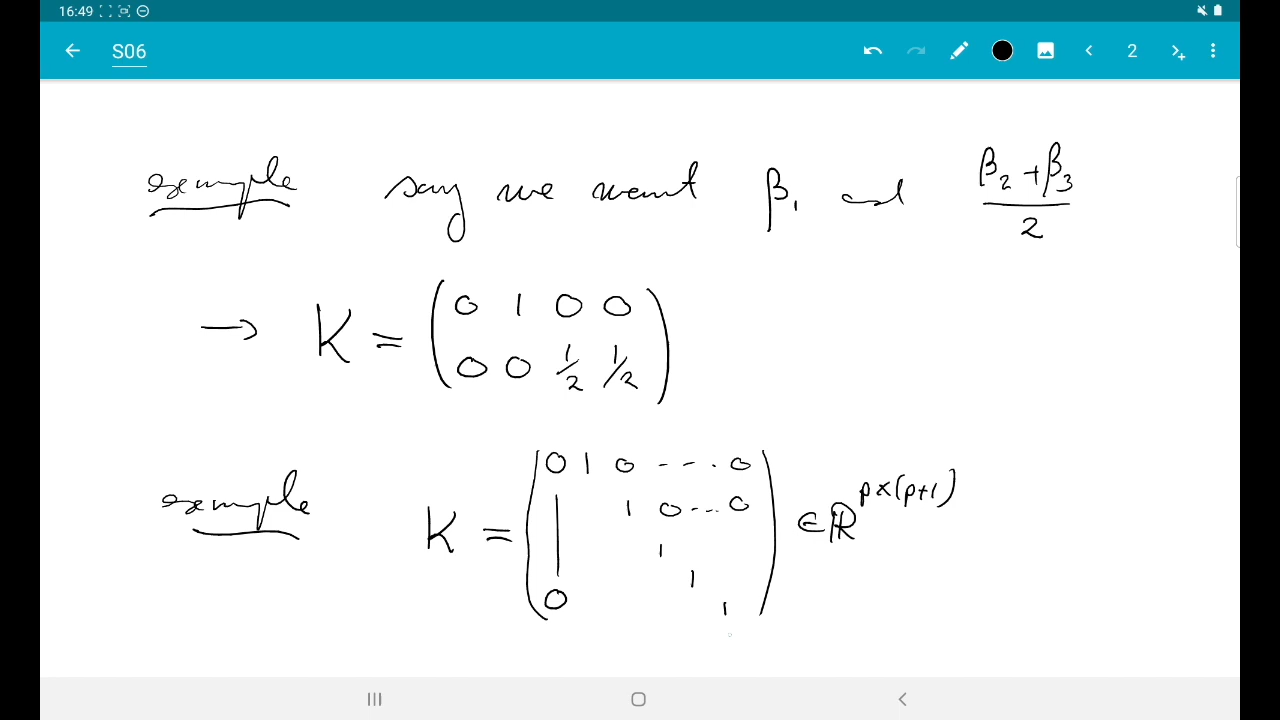 16:49
S06
2
example say we want β₁ and (β₂ + β₃)/2
→ K = ( 0 1 0 0
0 0 1/2 1/2 )
example K = ( 0 1 0 - - . 0
| 1 0 - - . 0
1
1
0 1 ) ∈ ℝ^{p×(p+1)}